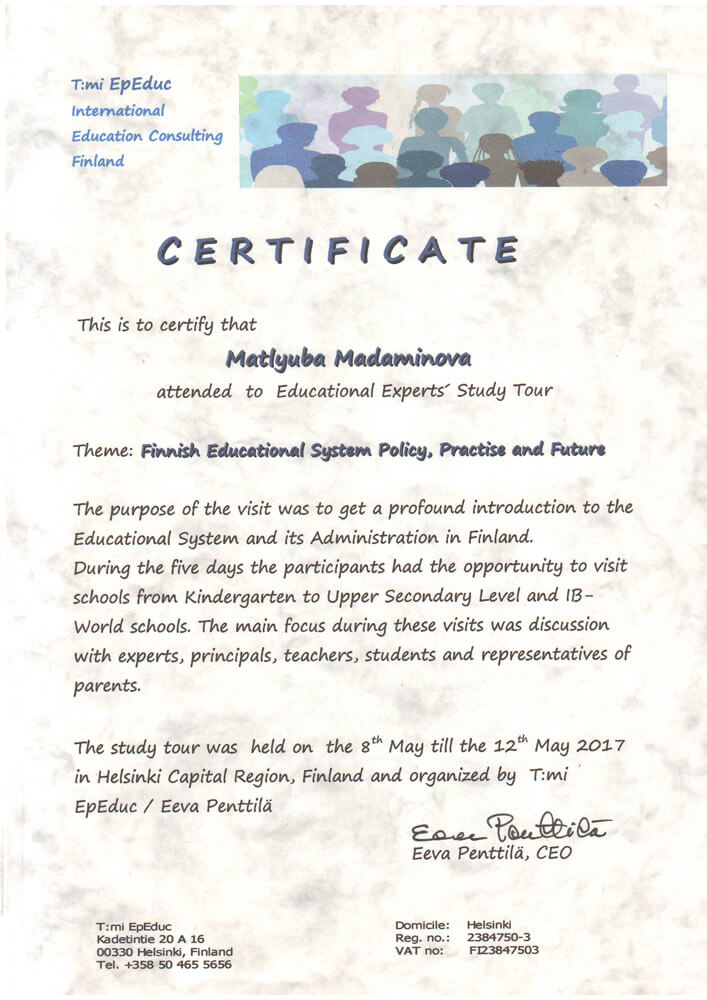 T:mi EpEduc
International
Education Consulting
Finland
CERTIFICATE
This is to certify that
Matlyuba Madaminova
attended to Educational Experts´ Study Tour
Theme: Finnish Educational System Policy, Practise and Future
The purpose of the visit was to get a profound introduction to the
Educational System and its Administration in Finland.
During the five days the participants had the opportunity to visit
schools from Kindergarten to Upper Secondary Level and IB-
World schools. The main focus during these visits was discussion
with experts, principals, teachers, students and representatives of
parents.
The study tour was held on the 8th May till the 12th May 2017
in Helsinki Capital Region, Finland and organized by T:mi
EpEduc / Eeva Penttilä
Eeva Penttilä
Eeva Penttilä, CEO
T:mi EpEduc
Kadetintie 20 A 16
00330 Helsinki, Finland
Tel. +358 50 465 5656
Domicile: Helsinki
Reg. no.: 2384750-3
VAT no: FI23847503